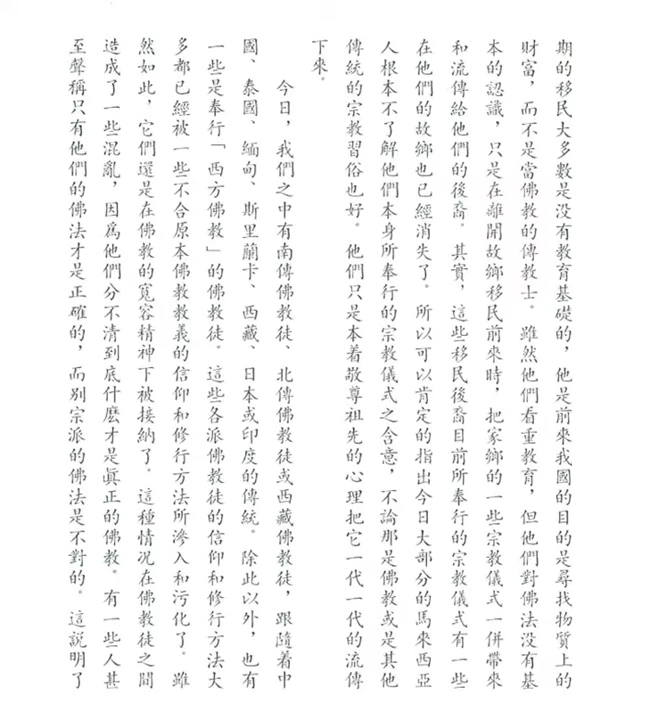 期的移民大多數是没有教育基礎的，他是前來我國的目的是尋找物質上的
財富，而不是當佛教的傳教士。雖然他們看重教育，但他們對佛法没有基
本的認識，只是在離開故鄉移民前來時，把家鄉的一些宗教儀式一併帶來
和流傳給他們的後裔。其實，這些移民後裔目前所奉行的宗教儀式有一些
在他們的故鄉也已經消失了。所以可以肯定的指出今日大部分的馬來西亞
人根本不了解他們本身所奉行的宗教儀式之含意，不論那是佛教或是其他
傳統的宗教習俗也好。他們只是本着敬尊祖先的心理把它一代一代的流傳
下來。
今日，我們之中有南傳佛教徒、北傳佛教徒或西藏佛教徒，跟隨着中
國、泰國、緬甸、斯里蘭卡、西藏、日本或印度的傳統。除此以外，也有
一些是奉行「西方佛教」的佛教徒。這些各派佛教徒的信仰和修行方法大
多都已經被一些不合原本佛教教義的信仰和修行方法所滲入和污化了。雖
然如此，它們還是在佛教的寬容精神下被接納了。這種情况在佛教徒之間
造成了一些混亂，因爲他們分不清到底什麽才是眞正的佛教。有一些人甚
至聲稱只有他們的佛法才是正確的，而别宗派的佛法是不對的。這説明了